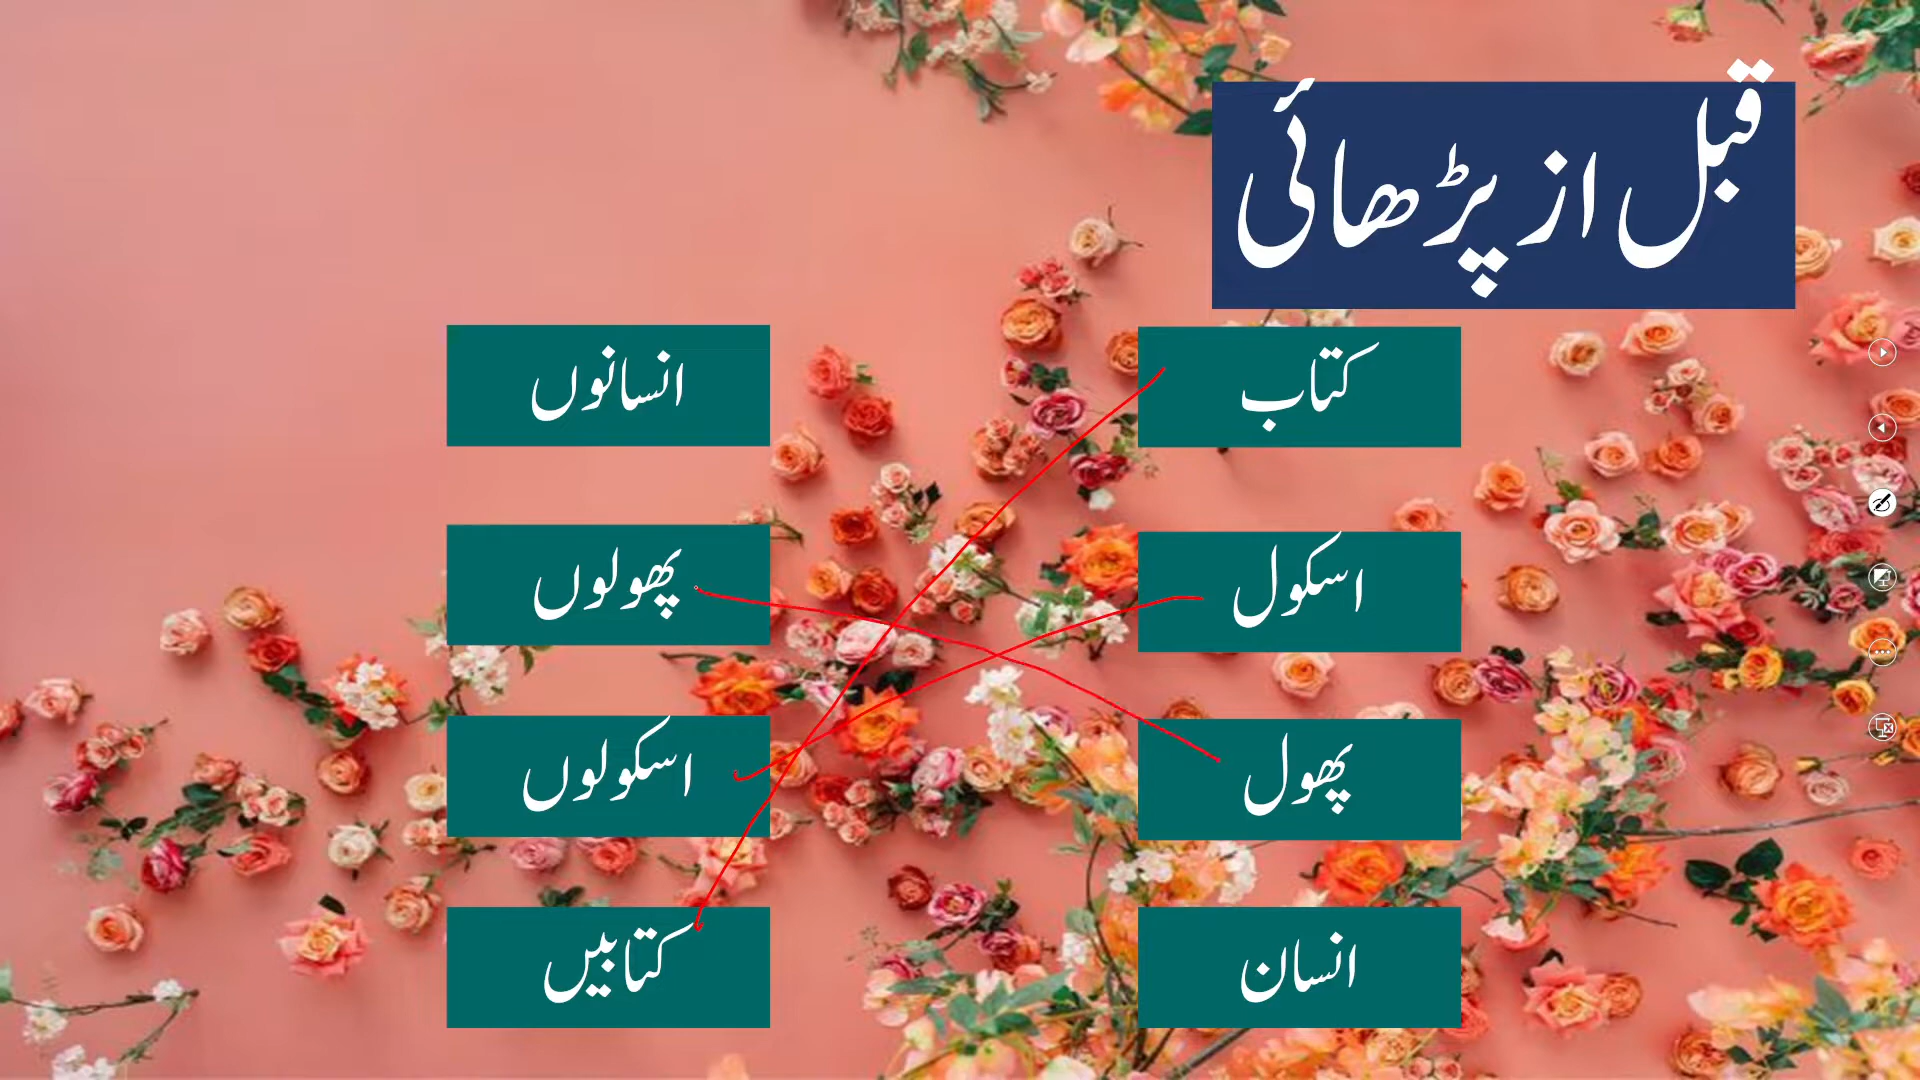 قبل از پڑھائی
کتاب
انسانوں
اسکول
پھولوں
پھول
اسکولوں
انسان
کتابیں